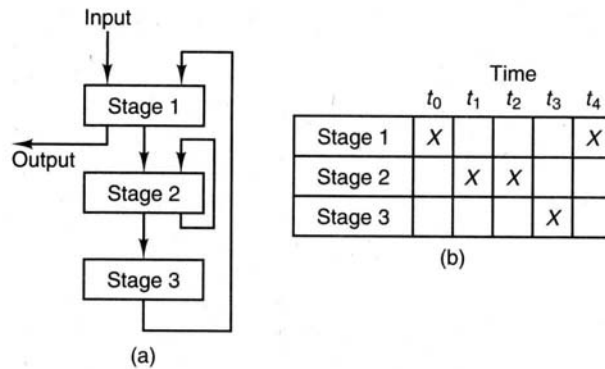 Input
Stage 1
Output
Stage 2
Stage 3
(a)
Time
t0 t1 t2 t3 t4
Stage 1 X X
Stage 2 X X
Stage 3 X
(b)